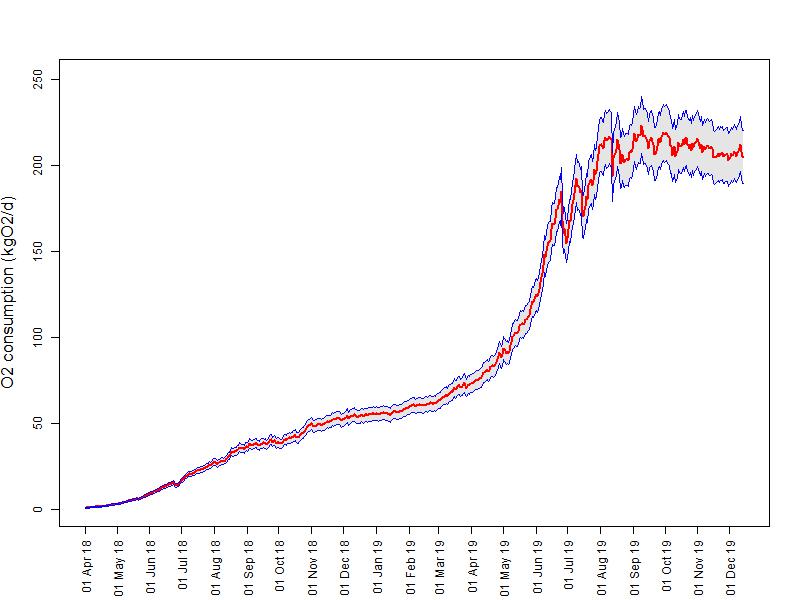 O2 consumption (kgO2/d)
250
200
150
100
50
0
01 Apr 18
01 May 18
01 Jun 18
01 Jul 18
01 Aug 18
01 Sep 18
01 Oct 18
01 Nov 18
01 Dec 18
01 Jan 19
01 Feb 19
01 Mar 19
01 Apr 19
01 May 19
01 Jun 19
01 Jul 19
01 Aug 19
01 Sep 19
01 Oct 19
01 Nov 19
01 Dec 19